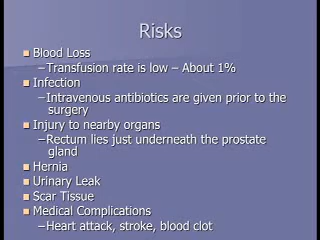 Risks
Blood Loss
–Transfusion rate is low – About 1%
Infection
–Intravenous antibiotics are given prior to the
surgery
Injury to nearby organs
–Rectum lies just underneath the prostate
gland
Hernia
Urinary Leak
Scar Tissue
Medical Complications
–Heart attack, stroke, blood clot